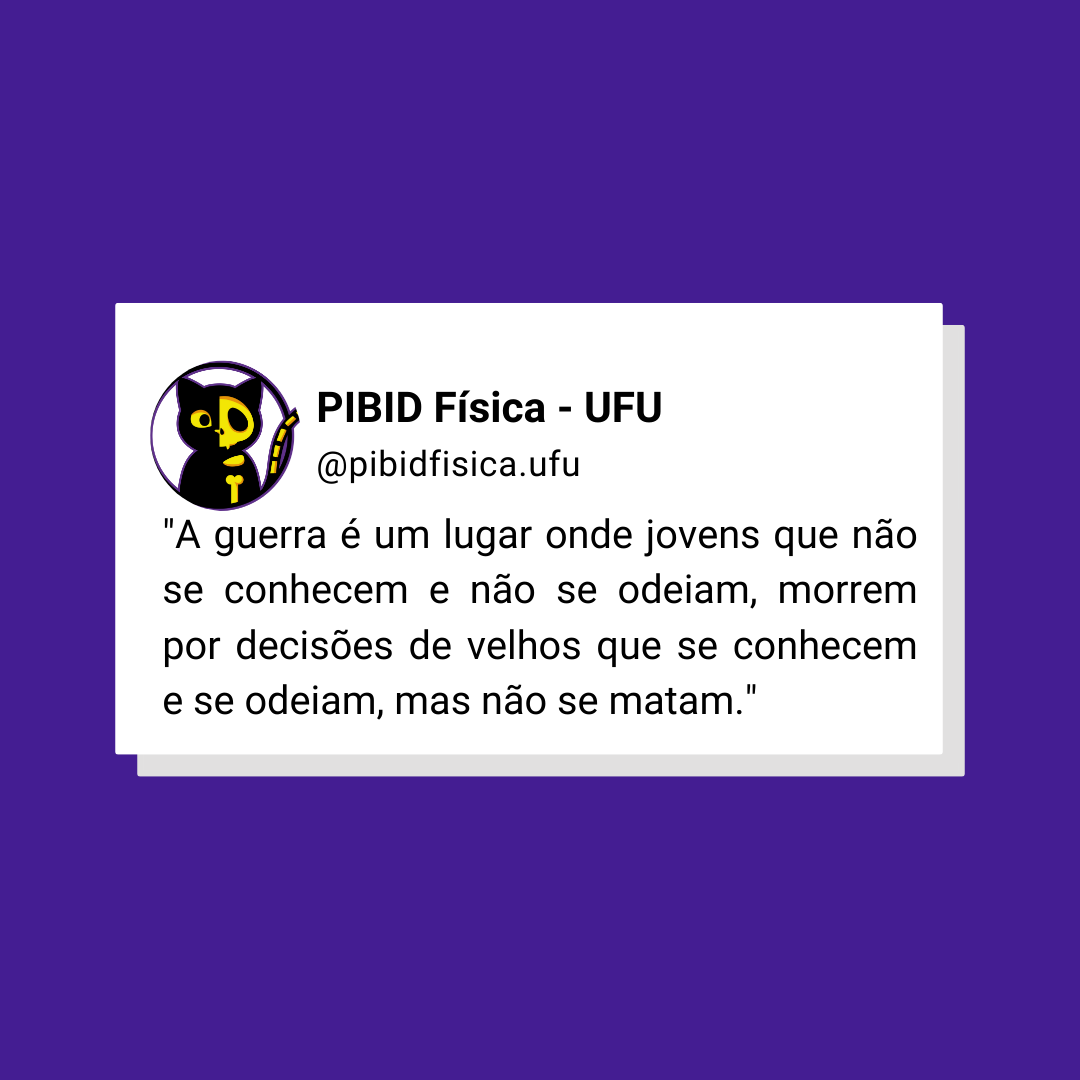 PIBID Física - UFU
@pibidfisica.ufu
"A guerra é um lugar onde jovens que não
se conhecem e não se odeiam, morrem
por decisões de velhos que se conhecem
e se odeiam, mas não se matam."